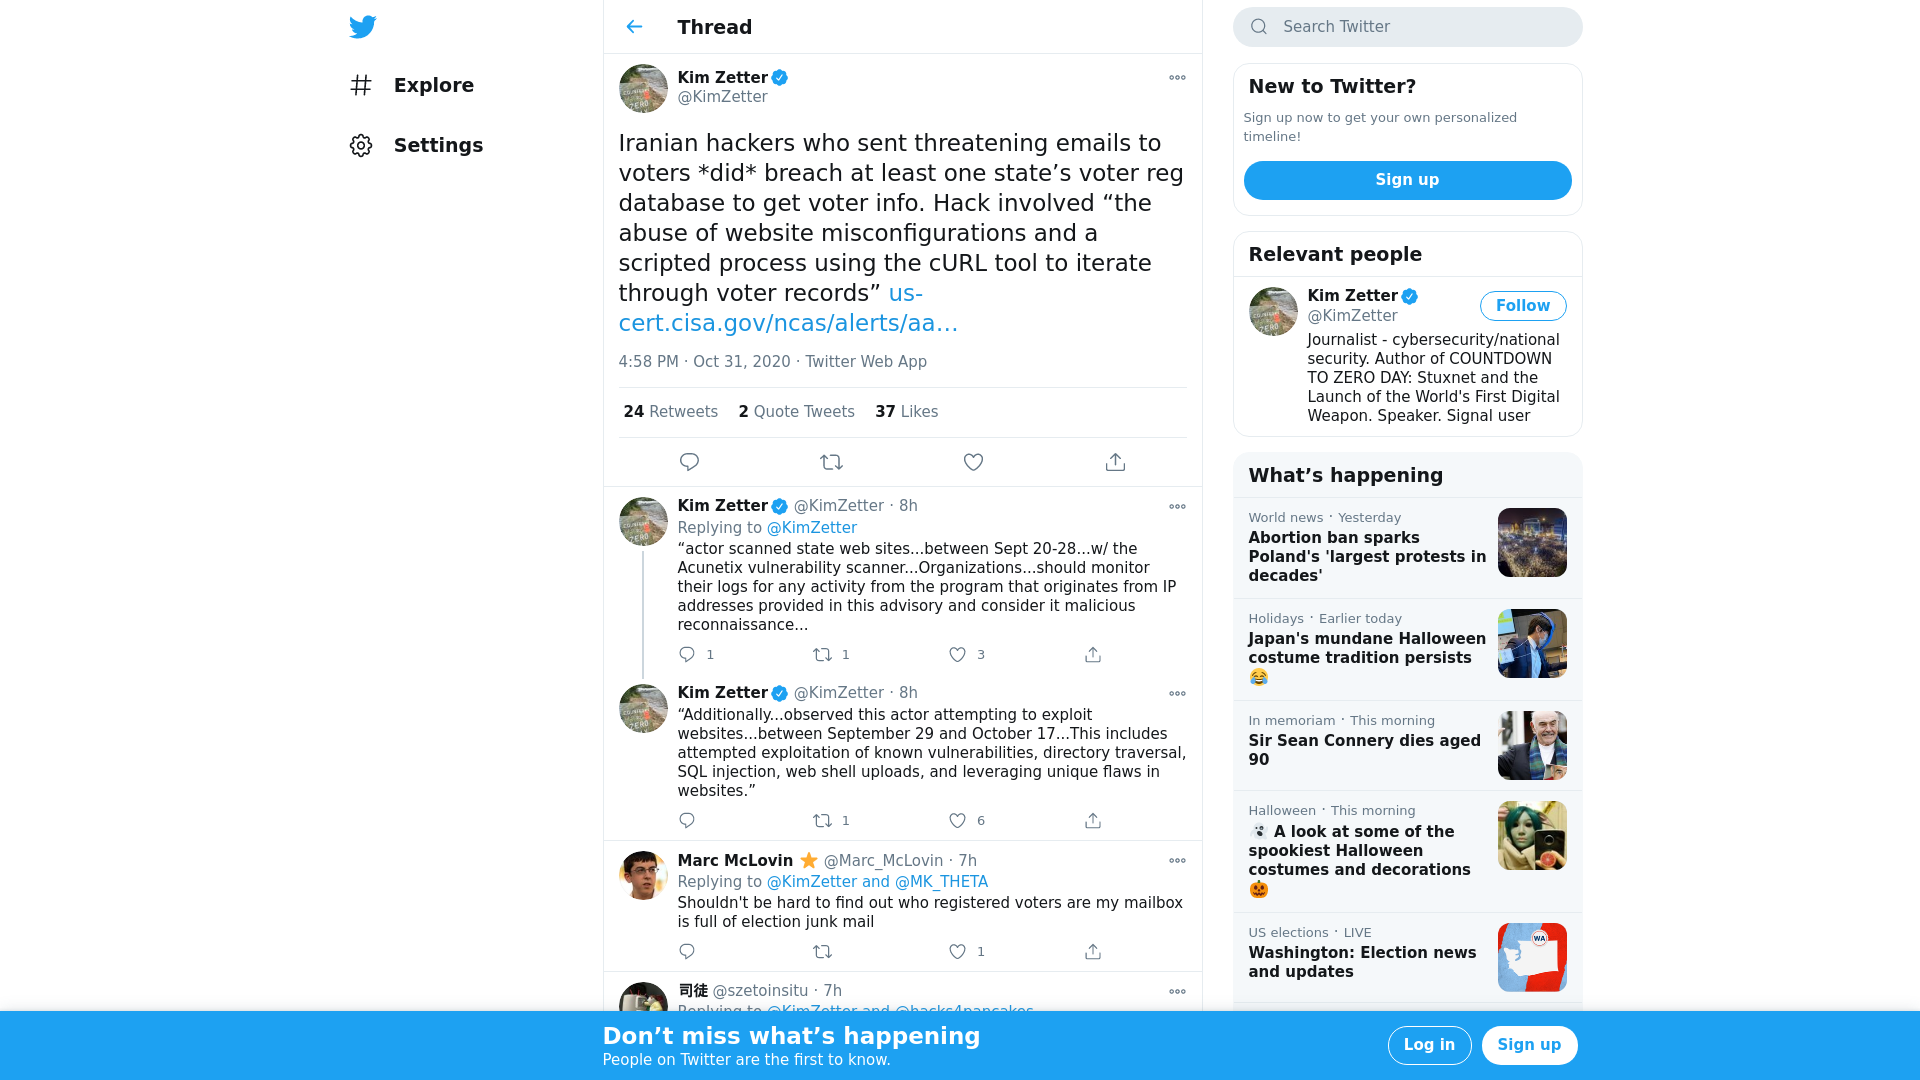 Explore
Settings
Thread
Kim Zetter
@KimZetter
Iranian hackers who sent threatening emails to
voters *did* breach at least one state’s voter reg
database to get voter info. Hack involved “the
abuse of website misconfigurations and a
scripted process using the cURL tool to iterate
through voter records” us-
cert.cisa.gov/ncas/alerts/aa…
4:58 PM · Oct 31, 2020 · Twitter Web App
24 Retweets 2 Quote Tweets 37 Likes
Kim Zetter @KimZetter · 8h
Replying to @KimZetter
“actor scanned state web sites...between Sept 20-28...w/ the
Acunetix vulnerability scanner...Organizations...should monitor
their logs for any activity from the program that originates from IP
addresses provided in this advisory and consider it malicious
reconnaissance...
1 1 3
Kim Zetter @KimZetter · 8h
“Additionally...observed this actor attempting to exploit
websites...between September 29 and October 17...This includes
attempted exploitation of known vulnerabilities, directory traversal,
SQL injection, web shell uploads, and leveraging unique flaws in
websites.”
1 6
Marc McLovin ⭐ @Marc_McLovin · 7h
Replying to @KimZetter and @MK_THETA
Shouldn't be hard to find out who registered voters are my mailbox
is full of election junk mail
1
司徒 @szetoinsitu · 7h
Replying to @KimZetter and @hacks4pancakes
Search Twitter
New to Twitter?
Sign up now to get your own personalized
timeline!
Sign up
Relevant people
Kim Zetter
@KimZetter
Follow
Journalist - cybersecurity/national
security. Author of COUNTDOWN
TO ZERO DAY: Stuxnet and the
Launch of the World's First Digital
Weapon. Speaker. Signal user
What’s happening
World news · Yesterday
Abortion ban sparks
Poland's 'largest protests in
decades'
Holidays · Earlier today
Japan's mundane Halloween
costume tradition persists
😂
In memoriam · This morning
Sir Sean Connery dies aged
90
Halloween · This morning
👻 A look at some of the
spookiest Halloween
costumes and decorations
🎃
US elections · LIVE
Washington: Election news
and updates
WA
Don’t miss what’s happening
People on Twitter are the first to know.
Log in
Sign up